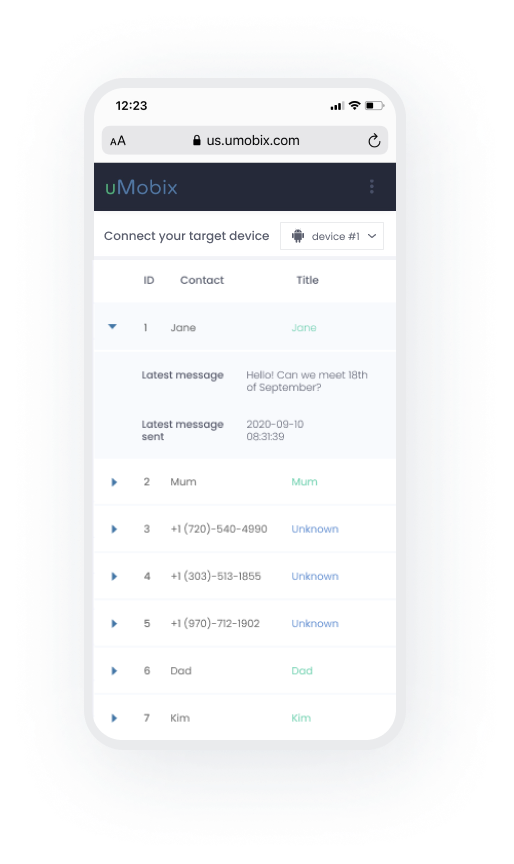 12:23
AA us.umobix.com
uMobix
Connect your target device device #1
ID Contact Title
1 Jane Jane
Latest message Hello! Can we meet 18th
of September?
Latest message 2020-09-10
sent 08:31:39
2 Mum Mum
3 +1 (720)-540-4990 Unknown
4 +1 (303)-513-1855 Unknown
5 +1 (970)-712-1902 Unknown
6 Dad Dad
7 Kim Kim